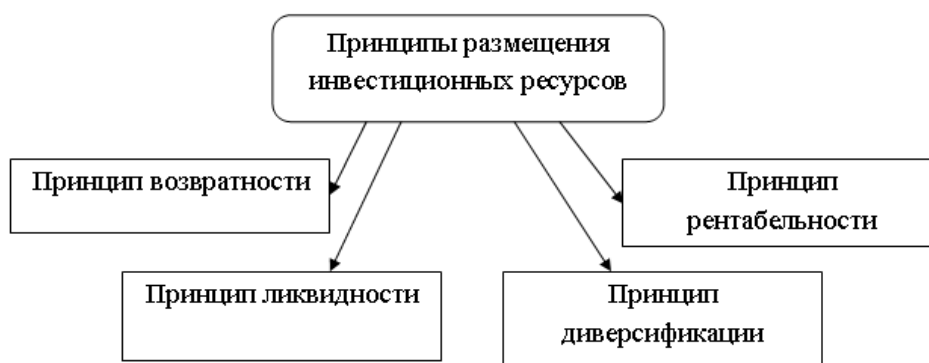 Принципы размещения
инвестиционных ресурсов
Принцип возвратности
Принцип
рентабельности
Принцип ликвидности
Принцип
диверсификации